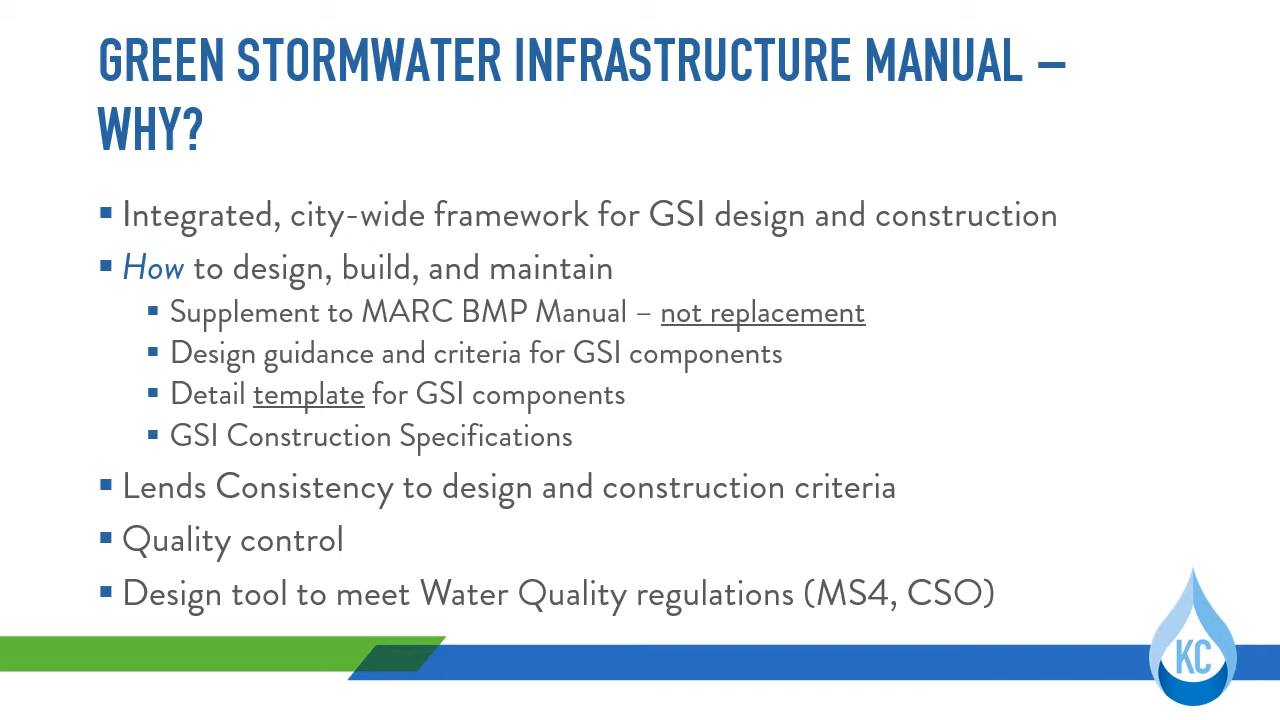 GREEN STORMWATER INFRASTRUCTURE MANUAL –
WHY?
Integrated, city-wide framework for GSI design and construction
How to design, build, and maintain
Supplement to MARC BMP Manual – not replacement
Design guidance and criteria for GSI components
Detail template for GSI components
GSI Construction Specifications
Lends Consistency to design and construction criteria
Quality control
Design tool to meet Water Quality regulations (MS4, CSO)
KC